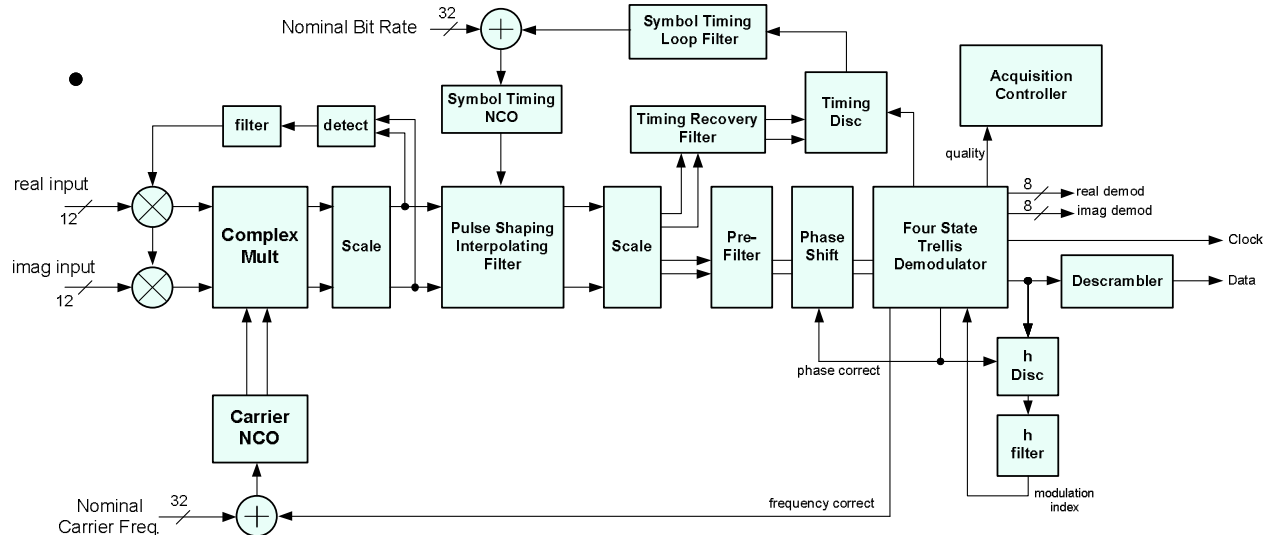 Nominal Bit Rate
32
+
Symbol Timing
Loop Filter
Acquisition
Controller
Symbol Timing
NCO
Timing
Disc
filter
detect
Timing Recovery
Filter
quality
real input
12
8
real demod
8
imag demod
Complex
Mult
Scale
Pulse Shaping
Interpolating
Filter
Scale
Pre-
Filter
Phase
Shift
Four State
Trellis
Demodulator
Clock
imag input
12
Descrambler
Data
phase correct
h
Disc
Carrier
NCO
h
filter
modulation
index
frequency correct
Nominal
Carrier Freq.
32
+